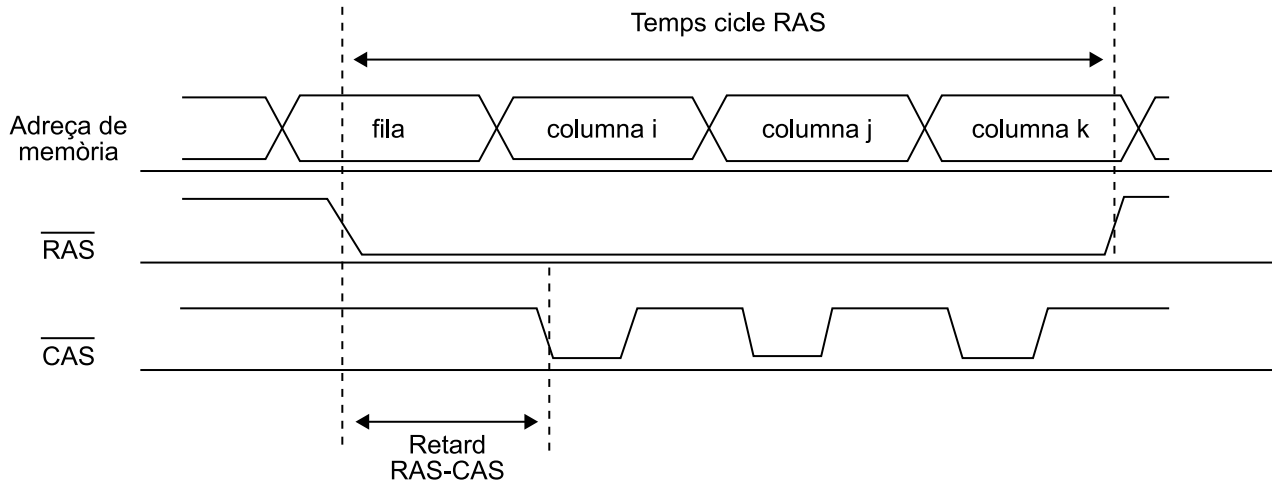 Temps cicle RAS
Adreça de
memòria
fila
columna i
columna j
columna k
RAS
CAS
Retard
RAS-CAS